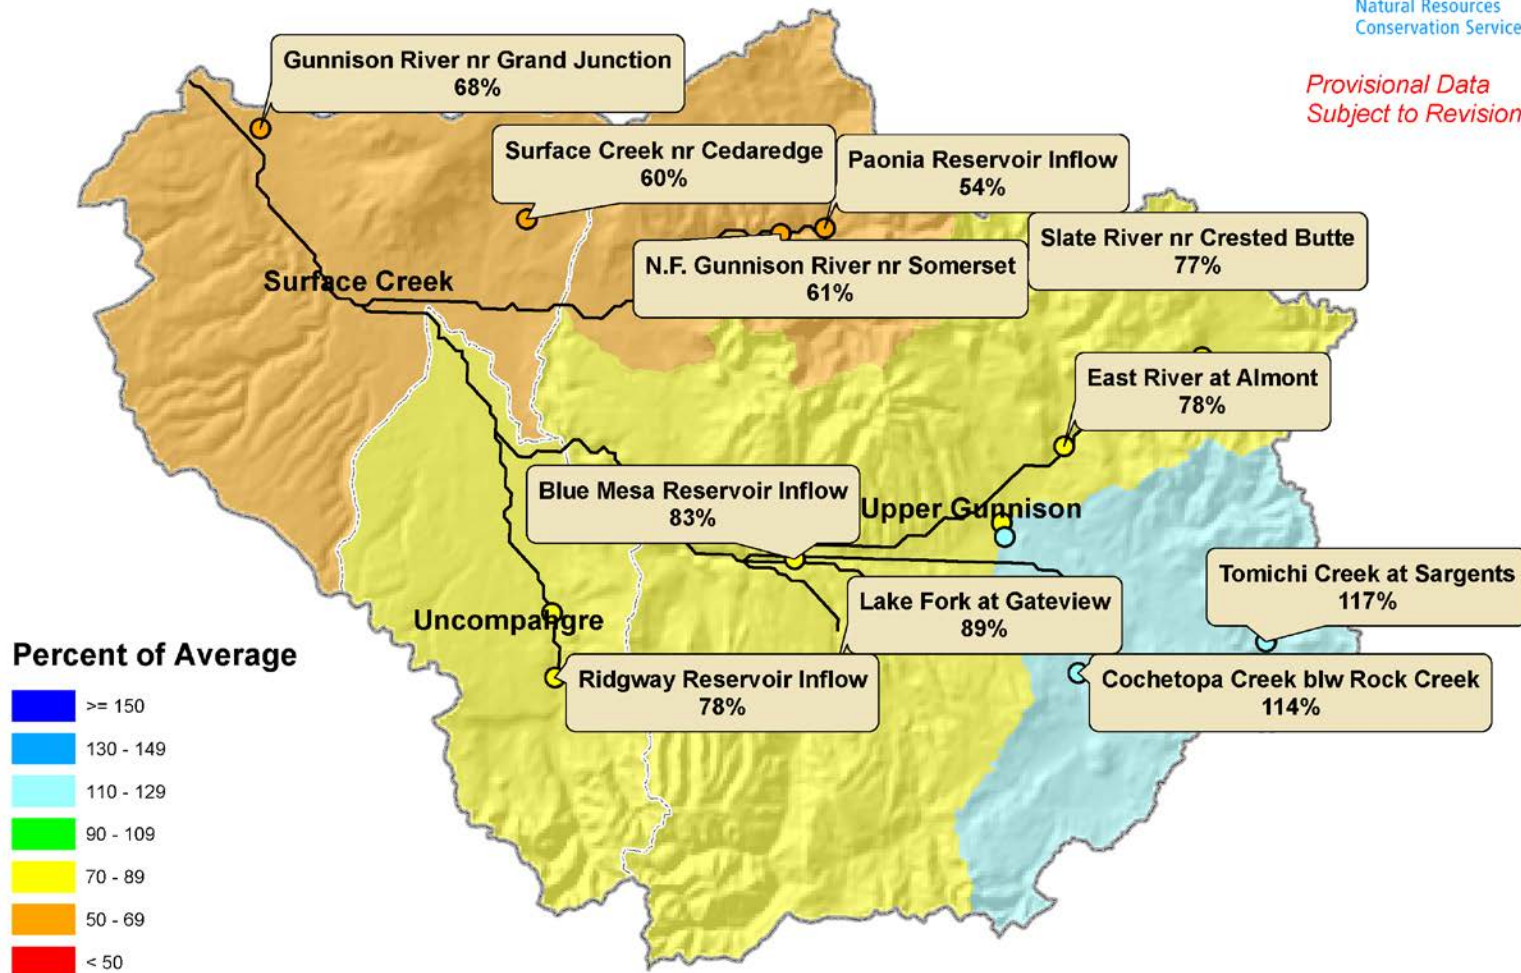 Natural Resources
Conservation Service
Provisional Data
Subject to Revision
Gunnison River nr Grand Junction
68%
Surface Creek nr Cedaredge
60%
Paonia Reservoir Inflow
54%
Slate River nr Crested Butte
77%
N.F. Gunnison River nr Somerset
61%
Surface Creek
East River at Almont
78%
Blue Mesa Reservoir Inflow
83%
Upper Gunnison
Tomichi Creek at Sargents
117%
Lake Fork at Gateview
89%
Uncompahgre
Ridgway Reservoir Inflow
78%
Cochetopa Creek blw Rock Creek
114%
Percent of Average
>= 150
130 - 149
110 - 129
90 - 109
70 - 89
50 - 69
< 50